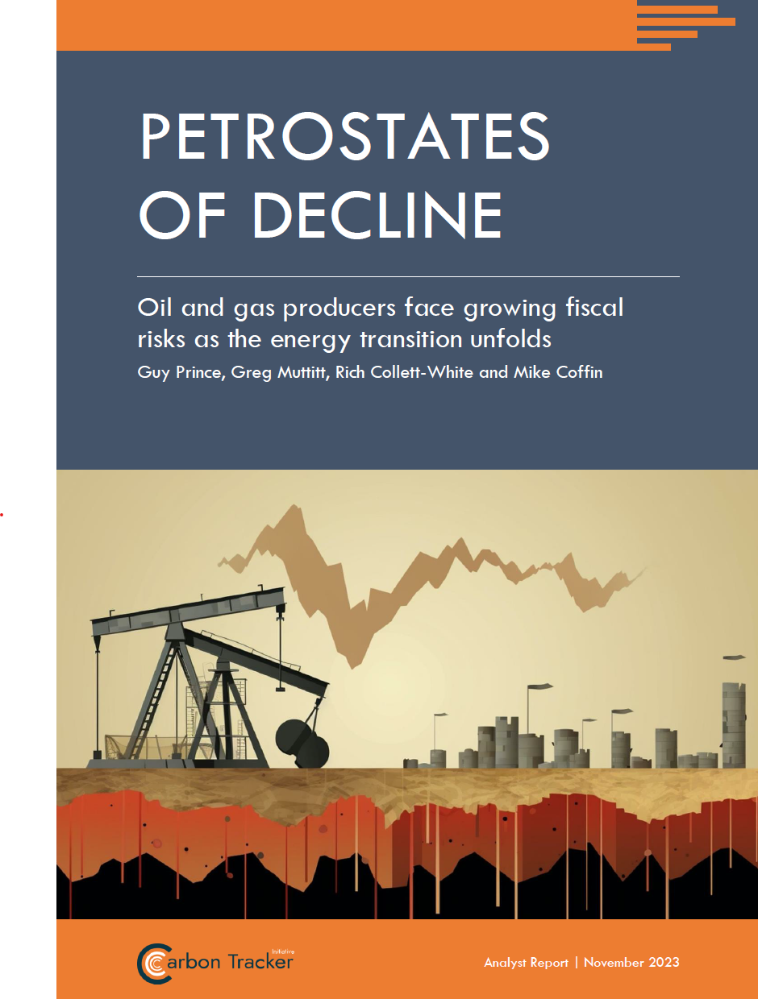 PETROSTATES
OF DECLINE
Oil and gas producers face growing fiscal
risks as the energy transition unfolds
Guy Prince, Greg Muttitt, Rich Collett-White and Mike Coffin
Carbon Tracker Initiative
Analyst Report | November 2023